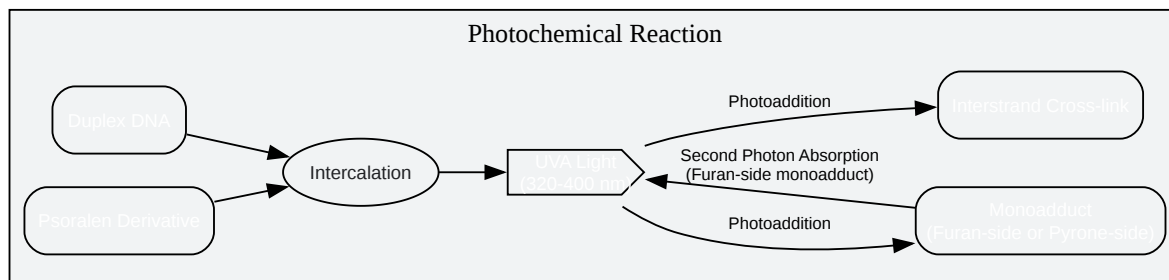 Photochemical Reaction
Duplex DNA
Psoralen Derivative
Intercalation
UVA Light
(320-400 nm)
Photoaddition
Second Photon Absorption
(Furan-side monoadduct)
Photoaddition
Interstrand Cross-link
Monoadduct
(Furan-side or Pyrone-side)